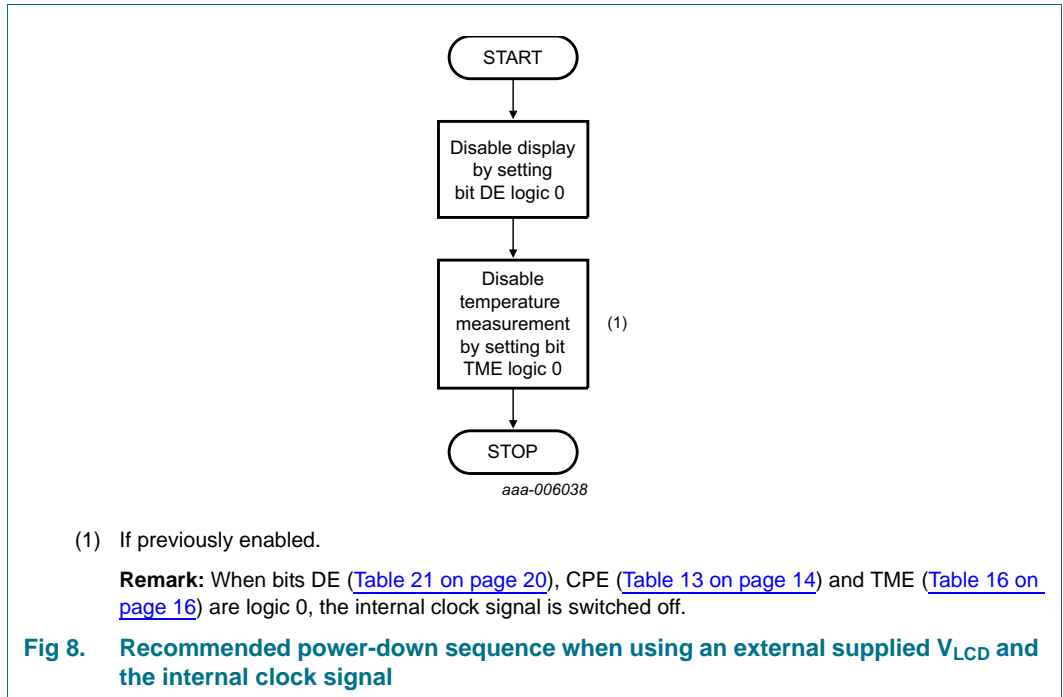 START
Disable display
by setting
bit DE logic 0
Disable
temperature
measurement
by setting bit
TME logic 0
(1)
STOP
aaa-006038
(1) If previously enabled.
Remark: When bits DE (Table 21 on page 20), CPE (Table 13 on page 14) and TME (Table 16 on
page 16) are logic 0, the internal clock signal is switched off.
Fig 8. Recommended power-down sequence when using an external supplied VLCD and
the internal clock signal